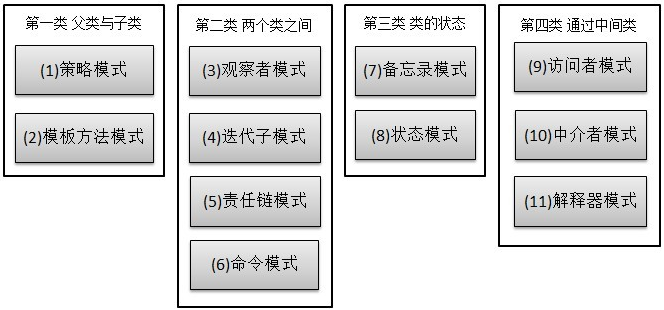 第一类 父类与子类
(1)策略模式
(2)模板方法模式
第二类 两个类之间
(3)观察者模式
(4)迭代子模式
(5)责任链模式
(6)命令模式
第三类 类的状态
(7)备忘录模式
(8)状态模式
第四类 通过中间类
(9)访问者模式
(10)中介者模式
(11)解释器模式